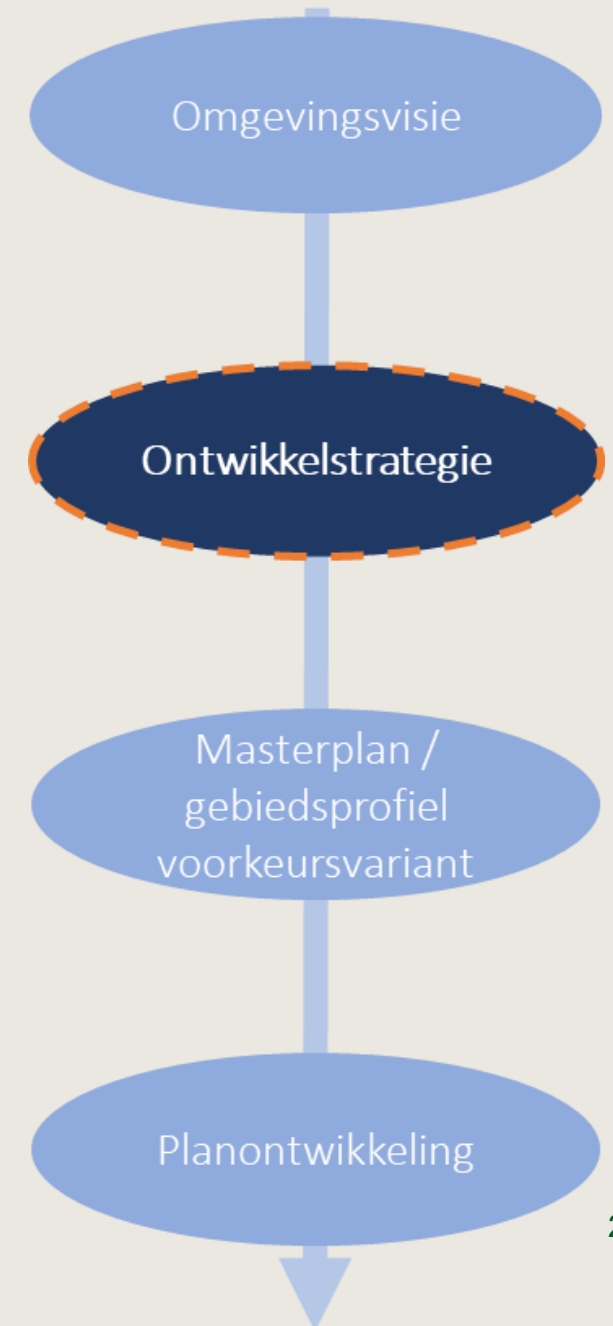 Omgevingsvisie
Ontwikkelstrategie
Masterplan /
gebiedsprofiel
voorkeursvariant
Planontwikkeling